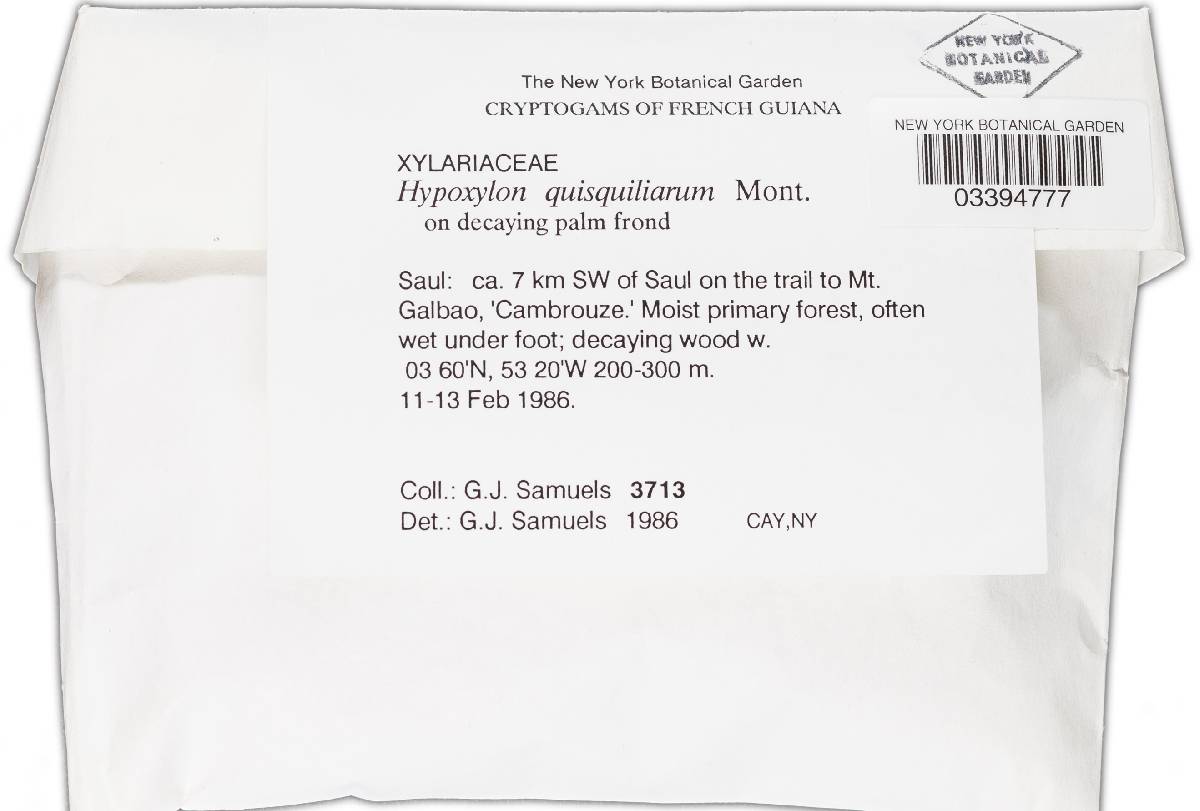 NEW YORK
BOTANICAL
GARDEN
The New York Botanical Garden
CRYPTOGAMS OF FRENCH GUIANA
NEW YORK BOTANICAL GARDEN
03394777
XYLARIACEAE
Hypoxylon quisquiliarum Mont.
on decaying palm frond
Saul: ca. 7 km SW of Saul on the trail to Mt.
Galbao, 'Cambrouze.' Moist primary forest, often
wet under foot; decaying wood w.
03 60'N, 53 20'W 200-300 m.
11-13 Feb 1986.
Coll.: G.J. Samuels 3713
Det.: G.J. Samuels 1986 CAY,NY